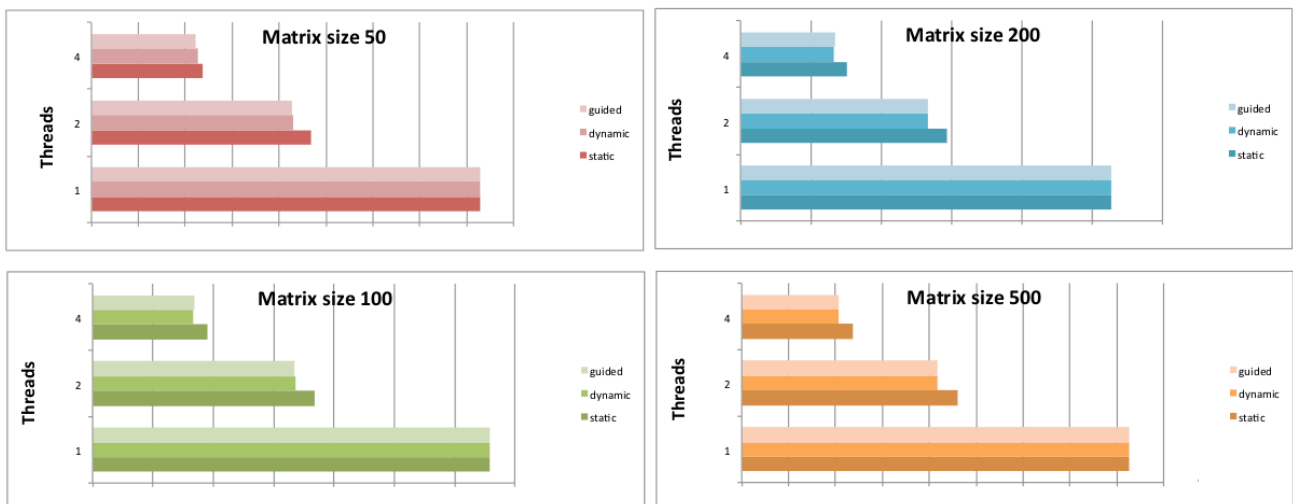 Matrix size 50
Threads
4
2
1
guided
dynamic
static
Matrix size 200
Threads
4
2
1
guided
dynamic
static
Matrix size 100
Threads
4
2
1
guided
dynamic
static
Matrix size 500
Threads
4
2
1
guided
dynamic
static